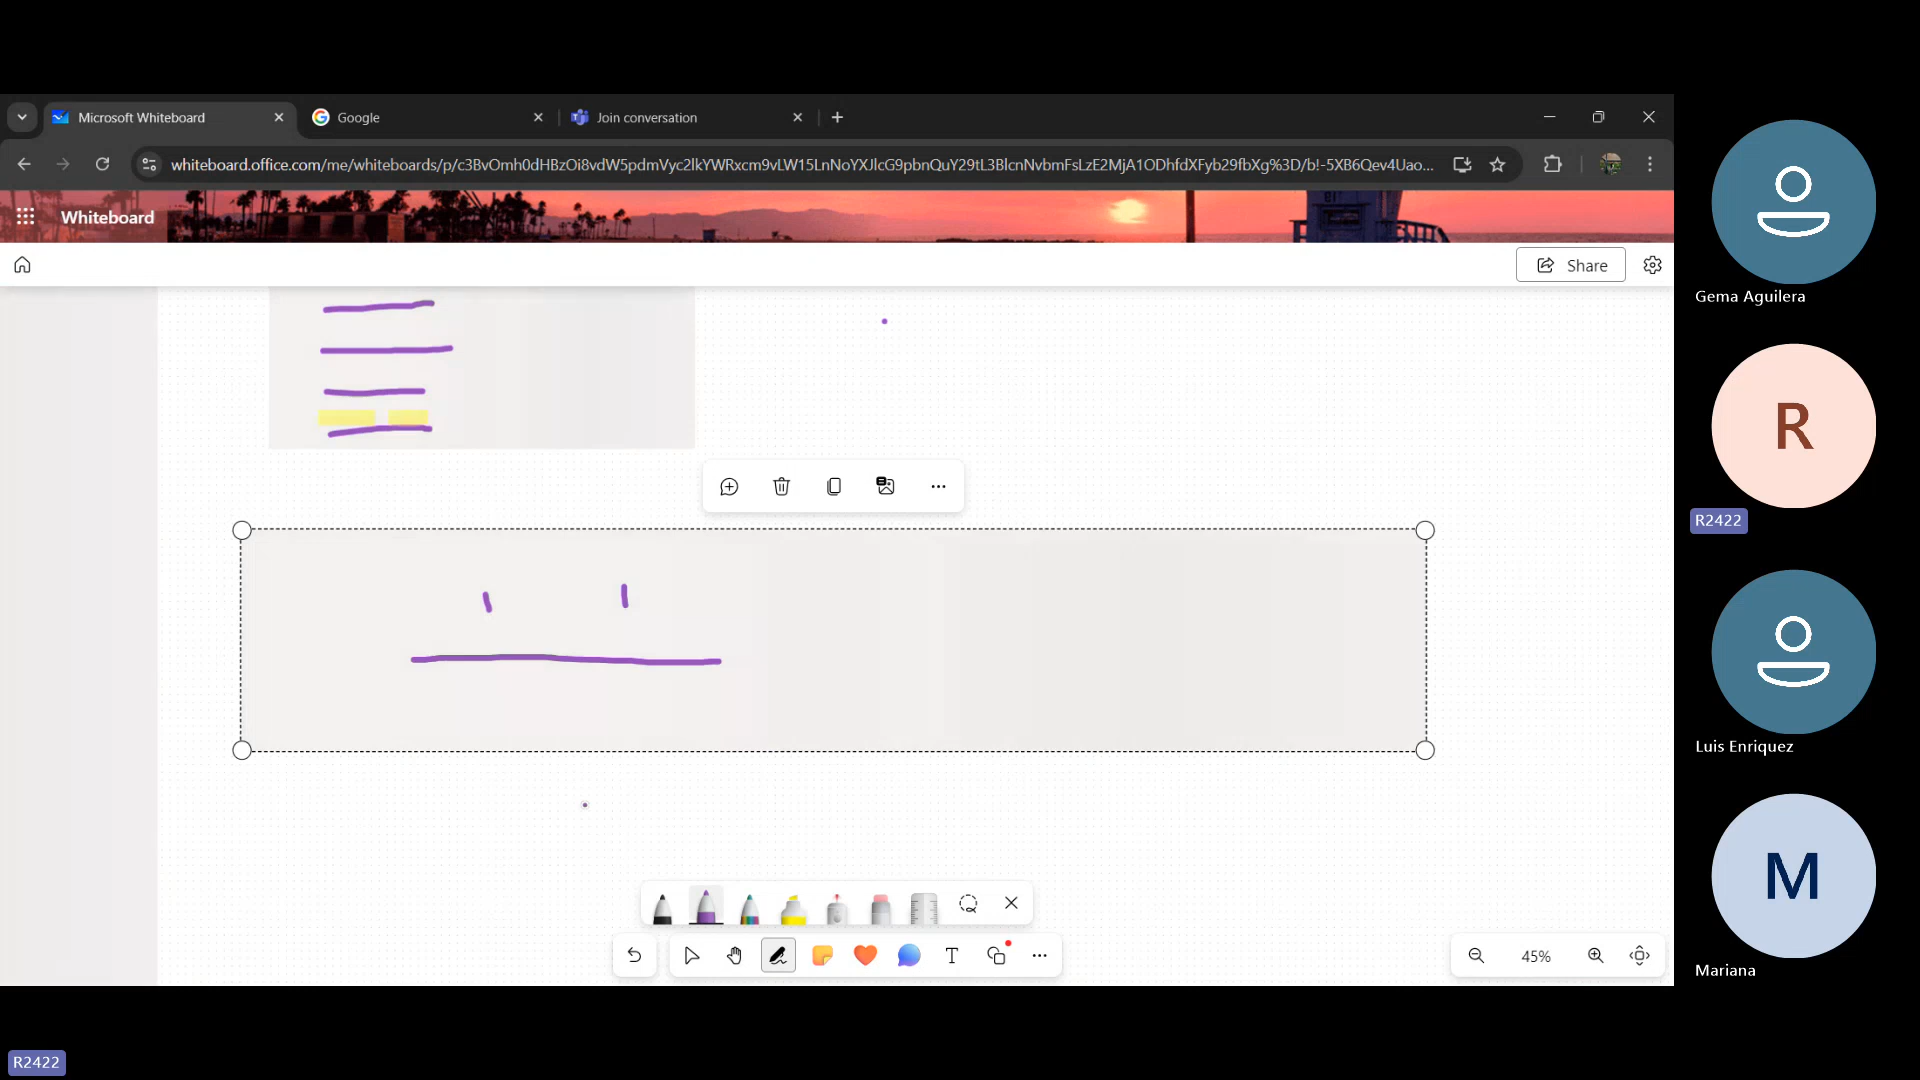 Microsoft Whiteboard
Google
Join conversation
whiteboard.office.com/me/whiteboards/p/c3BvOmh0dHBzOi8vdW5pdmVyc2lkYWRxcm9vLW15LnNoYXJlcG9pbnQuY29tL3BlcnNvbmFsLzE2MjA1ODhfdXFyb29fbXg%3D/b!-5XB6Qev4Uao...
Whiteboard
Share
45%
Gema Aguilera
R
R2422
Luis Enriquez
M
Mariana
R2422